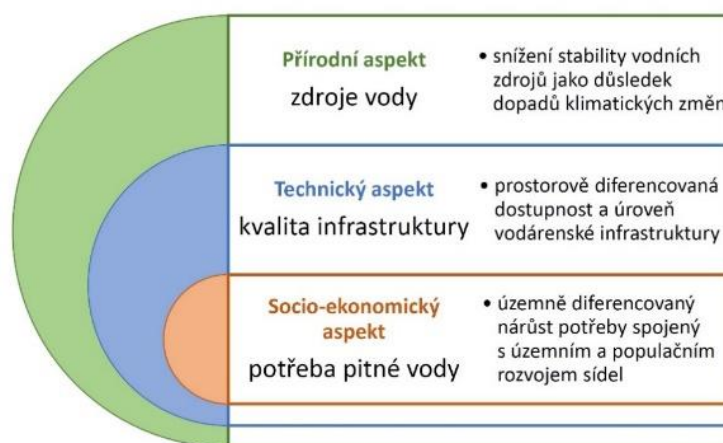 Přírodní aspekt
zdroje vody
• snížení stability vodních
zdrojů jako důsledek
dopadů klimatických změn
Technický aspekt
kvalita infrastruktury
• prostorově diferencovaná
dostupnost a úroveň
vodárenské infrastruktury
Socio-ekonomický
aspekt
potřeba pitné vody
• územně diferencovaný
nárůst potřeby spojený
s územním a populačním
rozvojem sídel